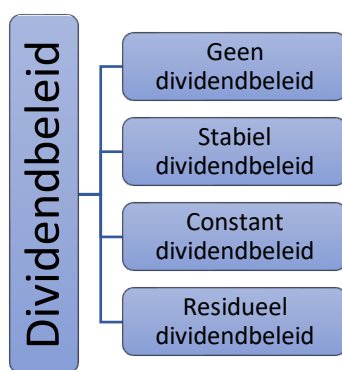 Dividendbeleid
Geen
dividendbeleid
Stabiel
dividendbeleid
Constant
dividendbeleid
Residueel
dividendbeleid